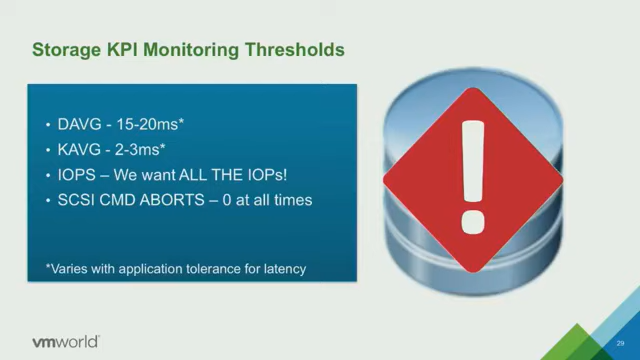 Storage KPI Monitoring Thresholds
• DAVG - 15-20ms*
• KAVG - 2-3ms*
• IOPS – We want ALL THE IOPs!
• SCSI CMD ABORTS – 0 at all times
*Varies with application tolerance for latency
vmworld®
29